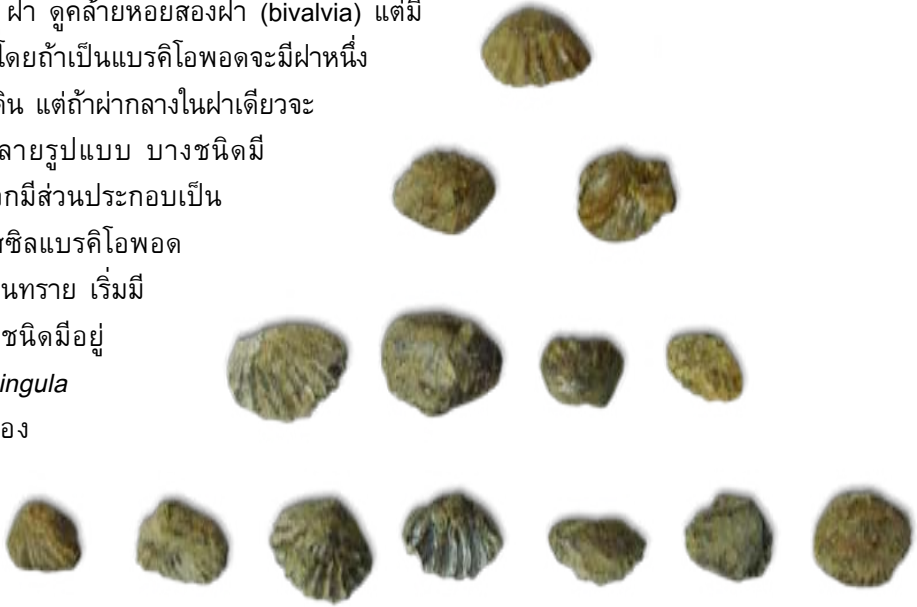 ฝา ดูคล้ายหอยสองฝา (bivalvia) แต่มี
โดยถ้าเป็นแบรคิโอพอดจะมีฝาหนึ่ง
แต่ถ้าผ่ากลางในฝาเดียวจะ
ลายรูปแบบ บางชนิดมี
มีส่วนประกอบเป็น
ซิลแบรคิโอพอด
นทราย เริ่มมี
ชนิดมีอยู่
ingula